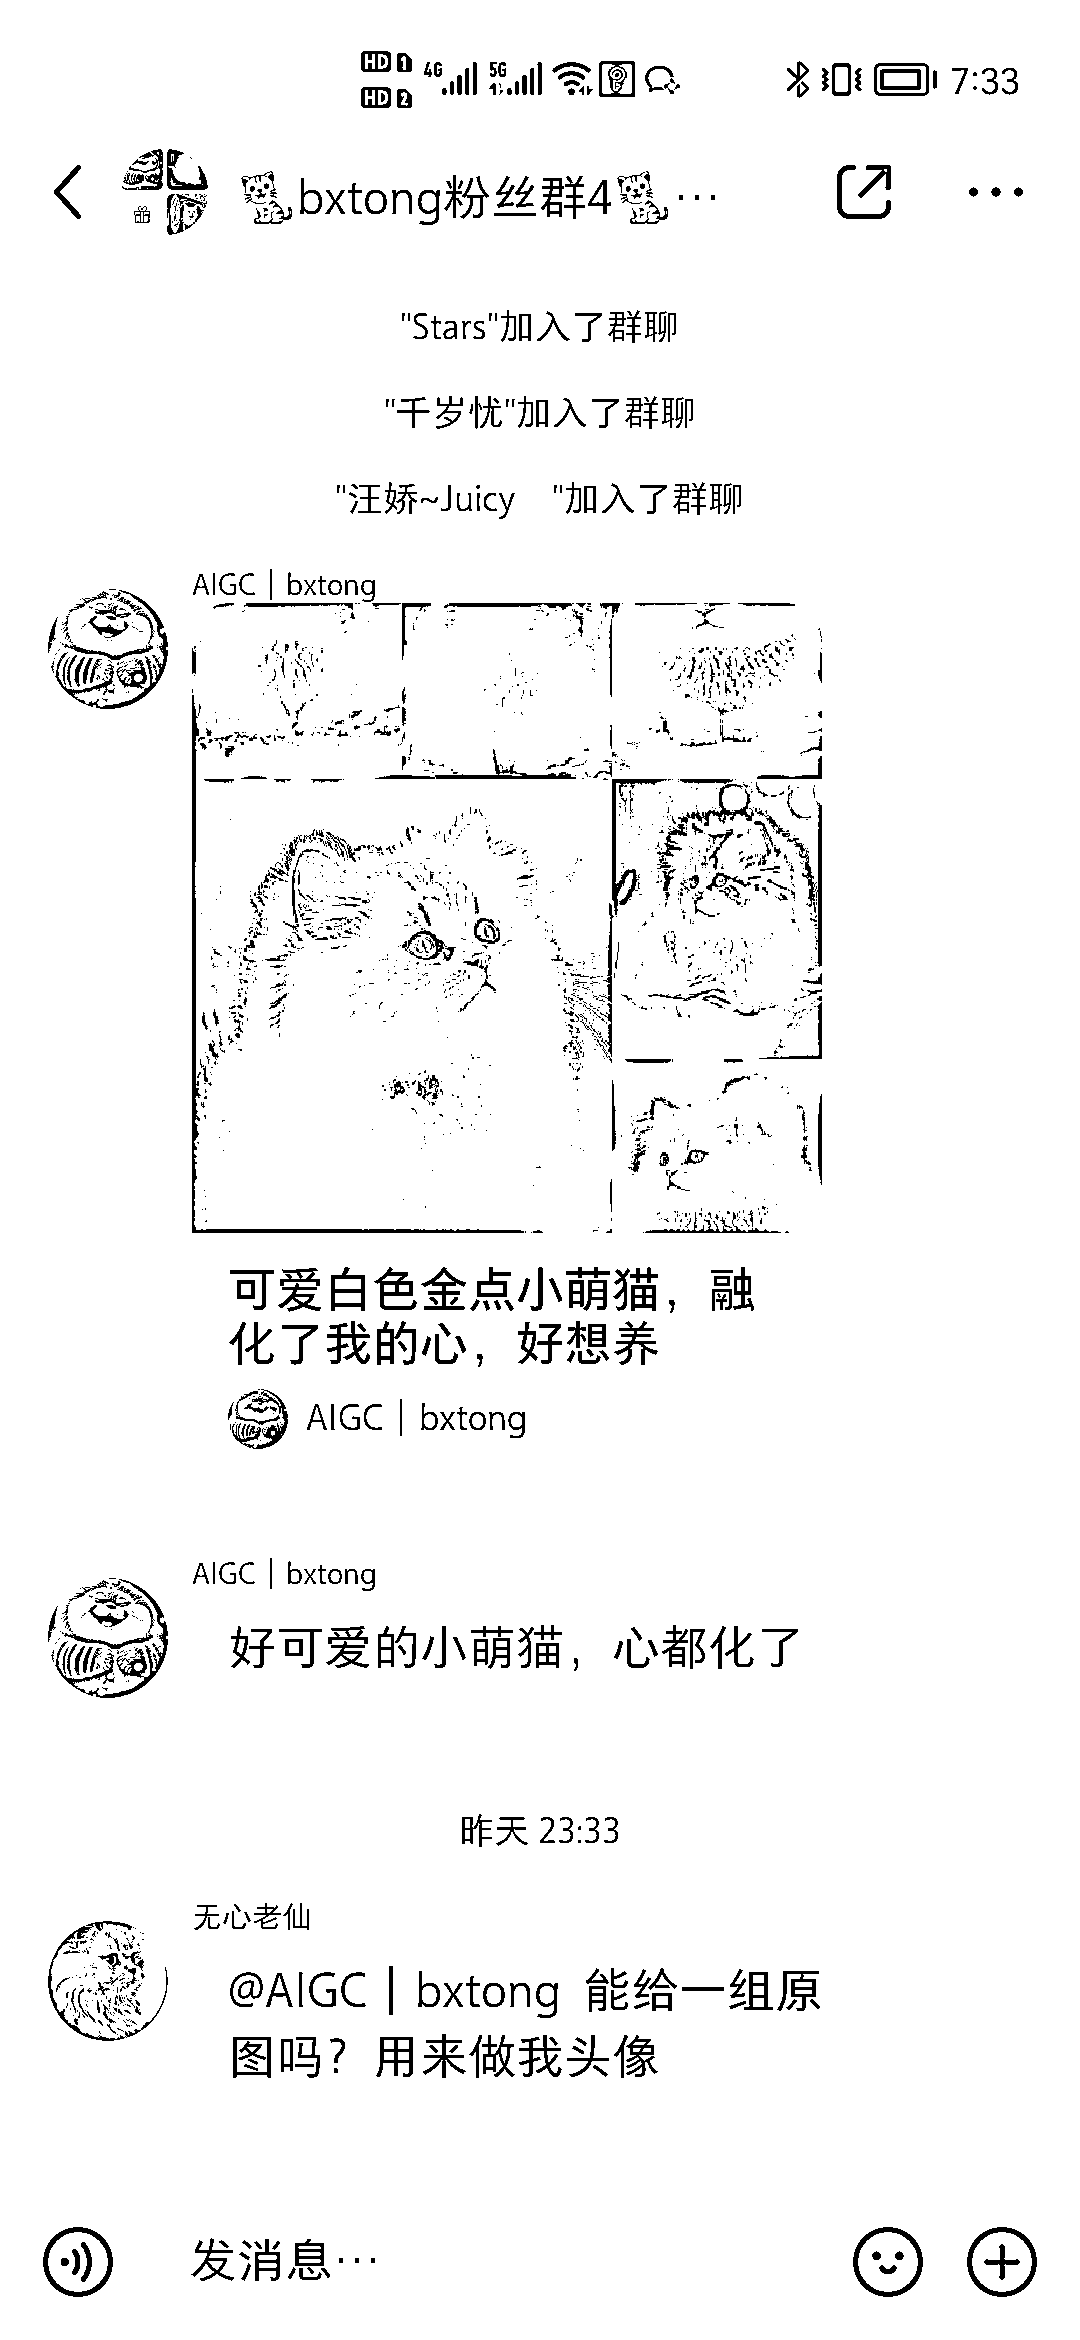 HD 1 4G 5G 7:33
HD 2
🐱bxtong粉丝群4🐱···
"Stars"加入了群聊
"千岁忧"加入了群聊
"汪娇~Juicy "加入了群聊
AIGC｜bxtong
可爱白色金点小萌猫，融
化了我的心，好想养
AIGC｜bxtong
AIGC｜bxtong
好可爱的小萌猫，心都化了
昨天 23:33
无心老仙
@AIGC｜bxtong 能给一组原
图吗？用来做我头像
发消息···